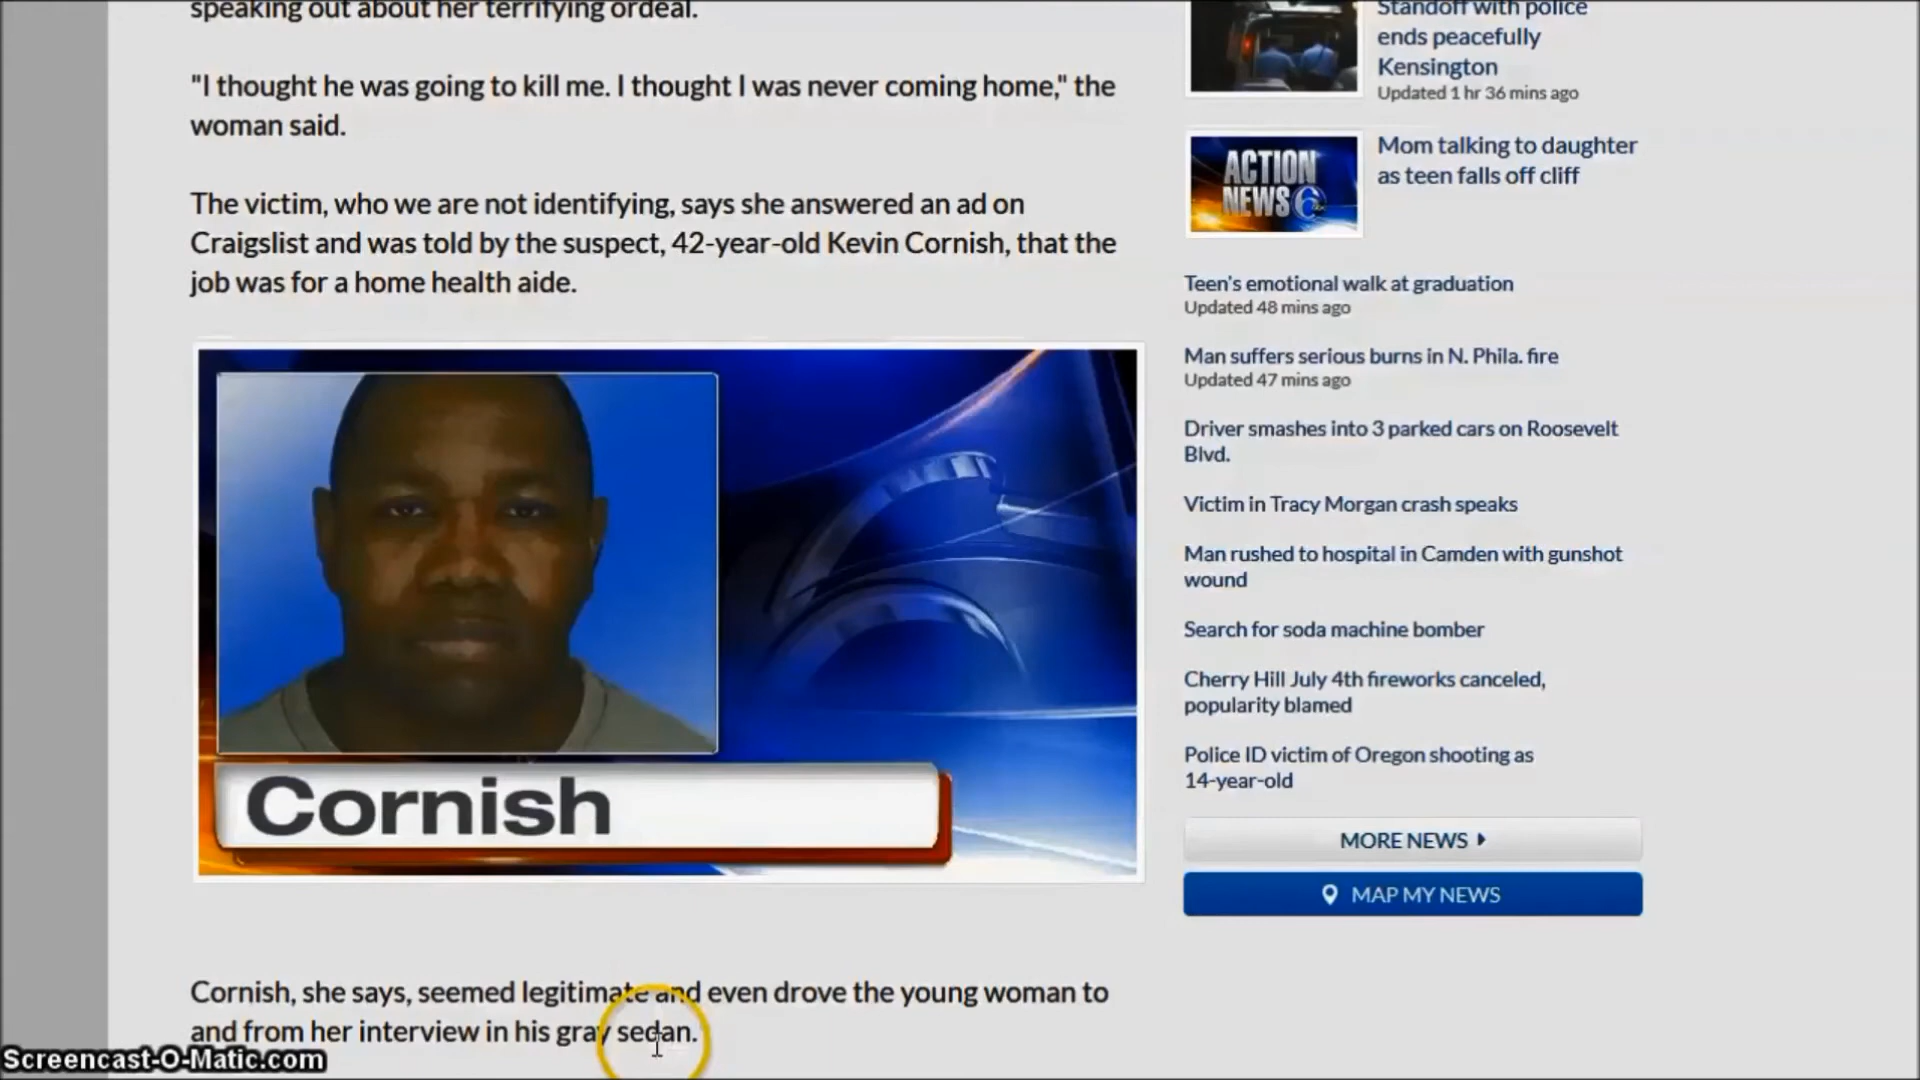 speaking out about her terrifying ordeal.
"I thought he was going to kill me. I thought I was never coming home," the
woman said.
The victim, who we are not identifying, says she answered an ad on
Craigslist and was told by the suspect, 42-year-old Kevin Cornish, that the
job was for a home health aide.
Cornish
Cornish, she says, seemed legitimate and even drove the young woman to
and from her interview in his gray sedan.
Standoff with police
ends peacefully
Kensington
Updated 1 hr 36 mins ago
ACTION
NEWS 6
Mom talking to daughter
as teen falls off cliff
Teen's emotional walk at graduation
Updated 48 mins ago
Man suffers serious burns in N. Phila. fire
Updated 47 mins ago
Driver smashes into 3 parked cars on Roosevelt
Blvd.
Victim in Tracy Morgan crash speaks
Man rushed to hospital in Camden with gunshot
wound
Search for soda machine bomber
Cherry Hill July 4th fireworks canceled,
popularity blamed
Police ID victim of Oregon shooting as
14-year-old
MORE NEWS
MAP MY NEWS
Screencast-O-Matic.com